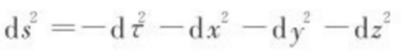 ds² = −dτ² − dx² − dy² − dz²